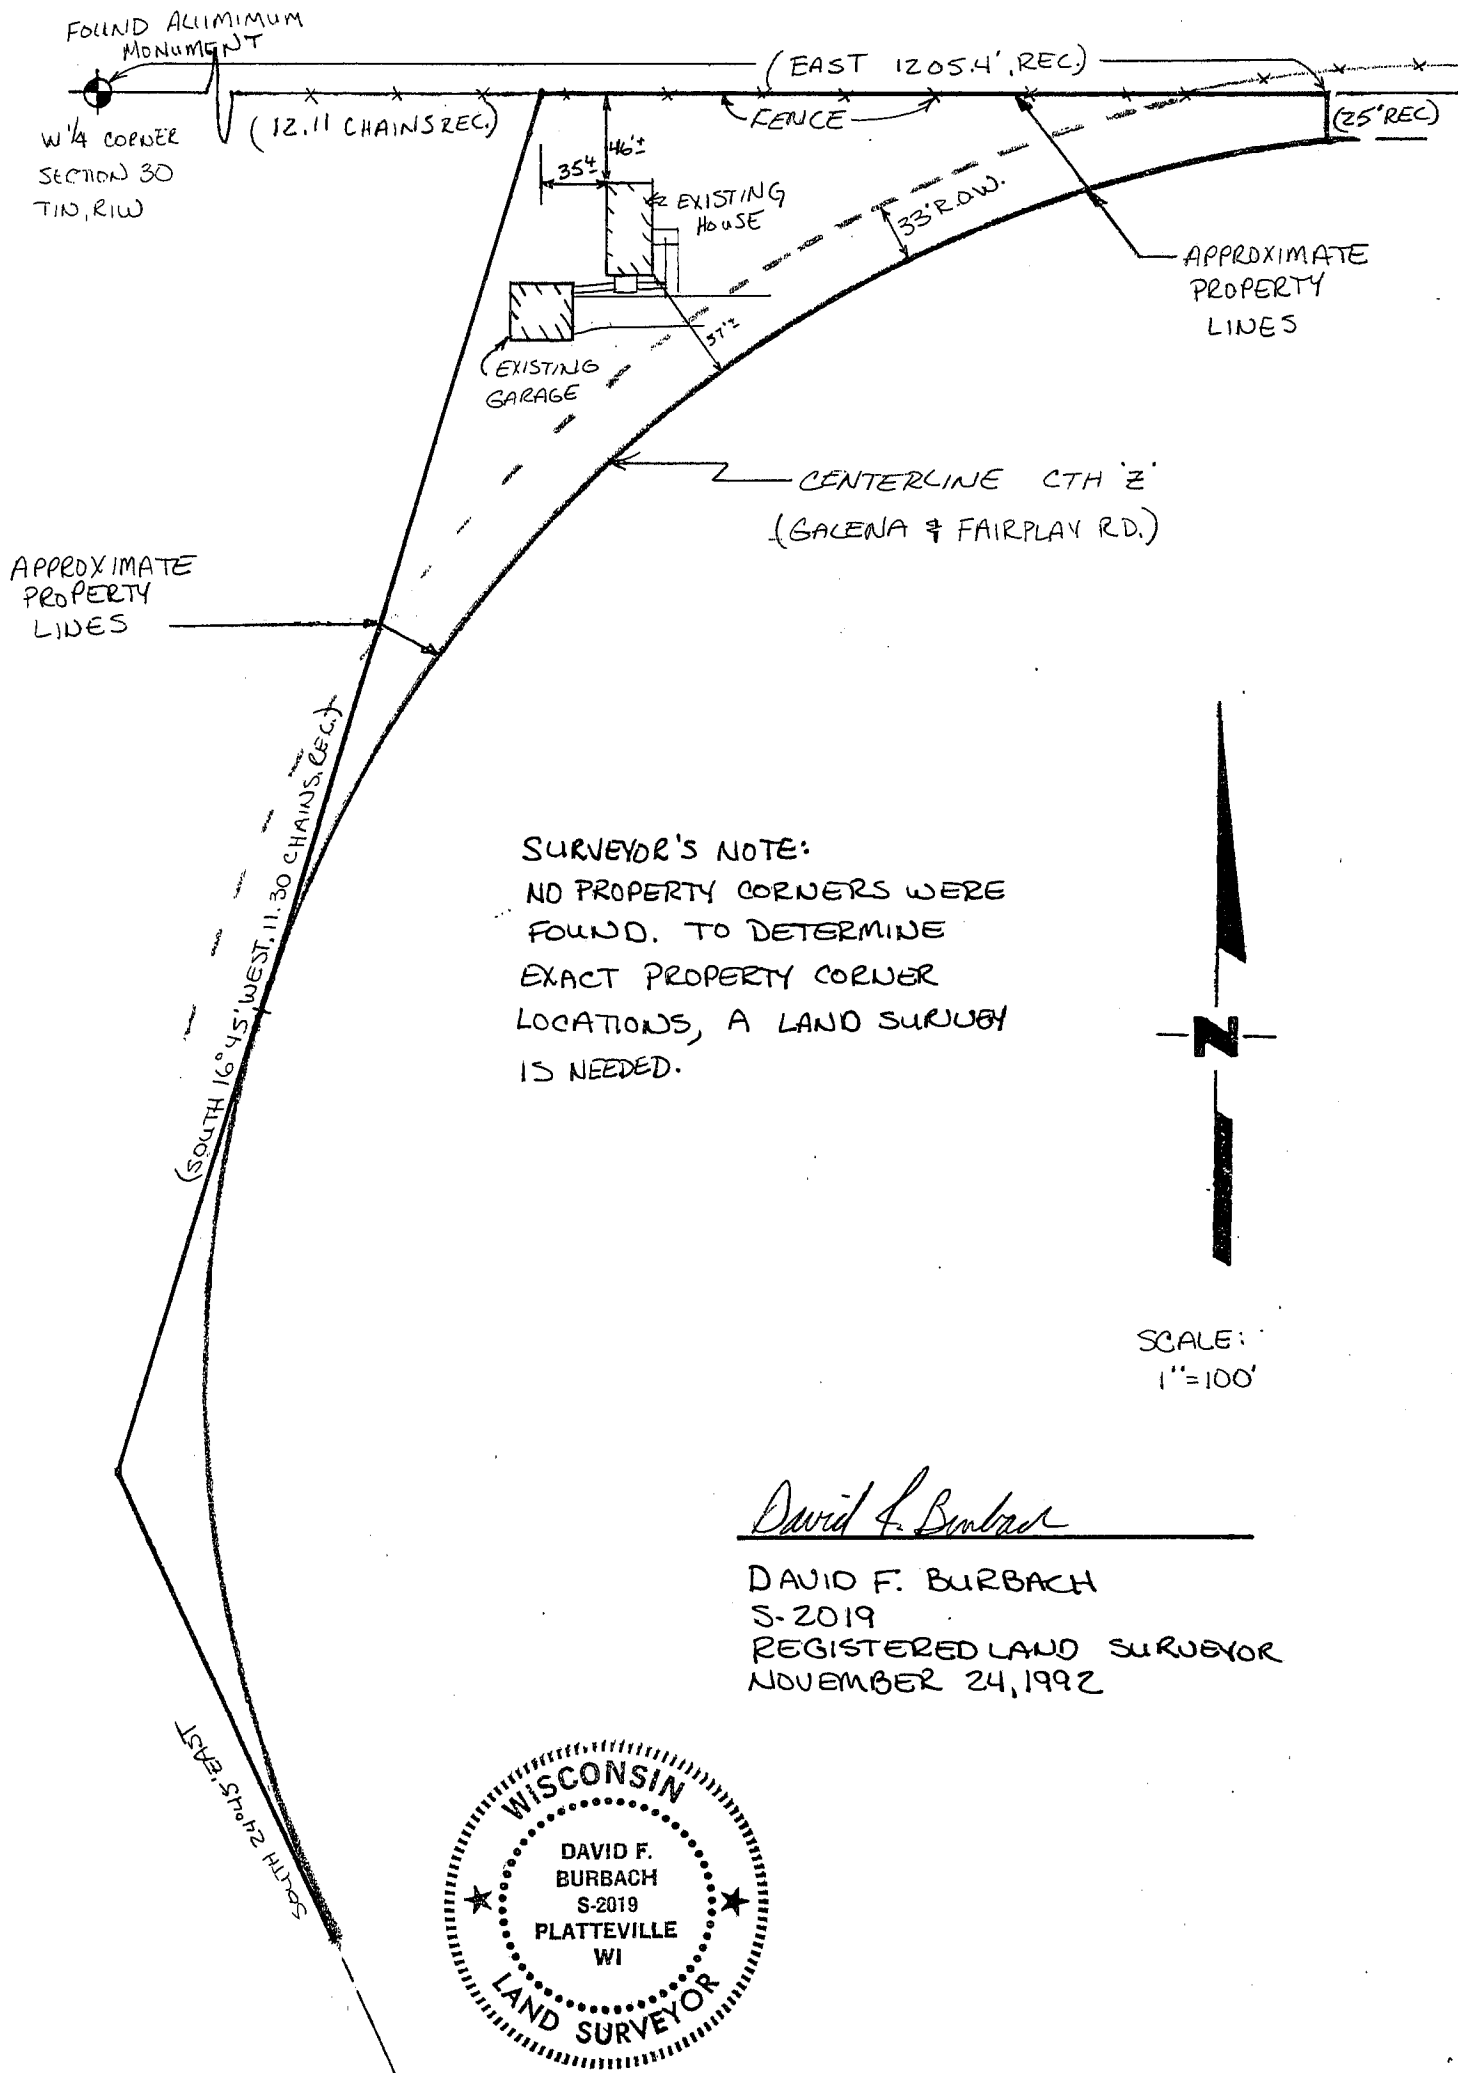 FOUND ALUMIMUM
MONUMENT
(EAST 1205.4', REC.)
W 1/4 CORNER
SECTION 30
T1N, R1W
(12.11 CHAINS REC.)
FENCE
(25' REC)
46'±
35'±
EXISTING
HOUSE
33' R.O.W.
APPROXIMATE
PROPERTY
LINES
57'±
EXISTING
GARAGE
CENTERLINE CTH 'Z'
(GALENA & FAIRPLAY RD.)
APPROXIMATE
PROPERTY
LINES
(SOUTH 16°45' WEST, 11.30 CHAINS, REC.)
SURVEYOR'S NOTE:
NO PROPERTY CORNERS WERE
FOUND. TO DETERMINE
EXACT PROPERTY CORNER
LOCATIONS, A LAND SURVEY
IS NEEDED.
N
SCALE:
1"=100'
David F. Burbach
DAVID F. BURBACH
S-2019
REGISTERED LAND SURVEYOR
NOVEMBER 24, 1992
SOUTH 24°45' EAST
WISCONSIN
DAVID F.
BURBACH
S-2019
PLATTEVILLE
WI
LAND SURVEYOR